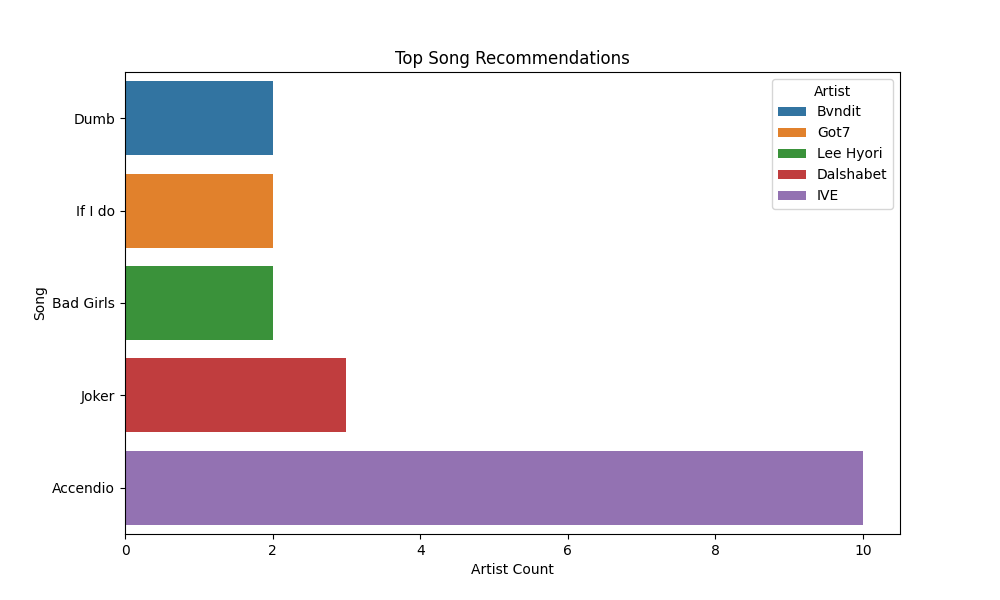 Top Song Recommendations
Artist
Bvndit
Got7
Lee Hyori
Dalshabet
IVE
Song
Dumb
If I do
Bad Girls
Joker
Accendio
0 2 4 6 8 10
Artist Count